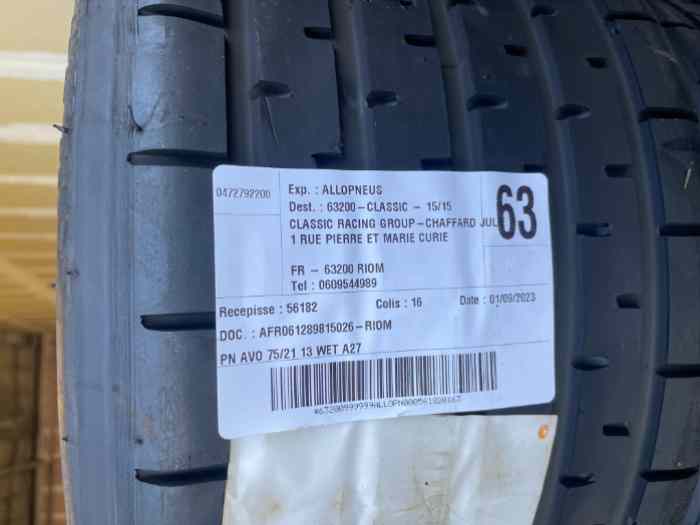 0472792200
Exp. : ALLOPNEUS
Dest. : 63200-CLASSIC - 15/15
CLASSIC RACING GROUP-CHAFFARD JUL
1 RUE PIERRE ET MARIE CURIE
63
FR - 63200 RIOM
Tel : 0609544989
Recepisse : 56182 Colis : 16 Date : 01/09/2023
DOC. : AFR061289815026-RIOM
PN AVO 75/21 13 WET A27